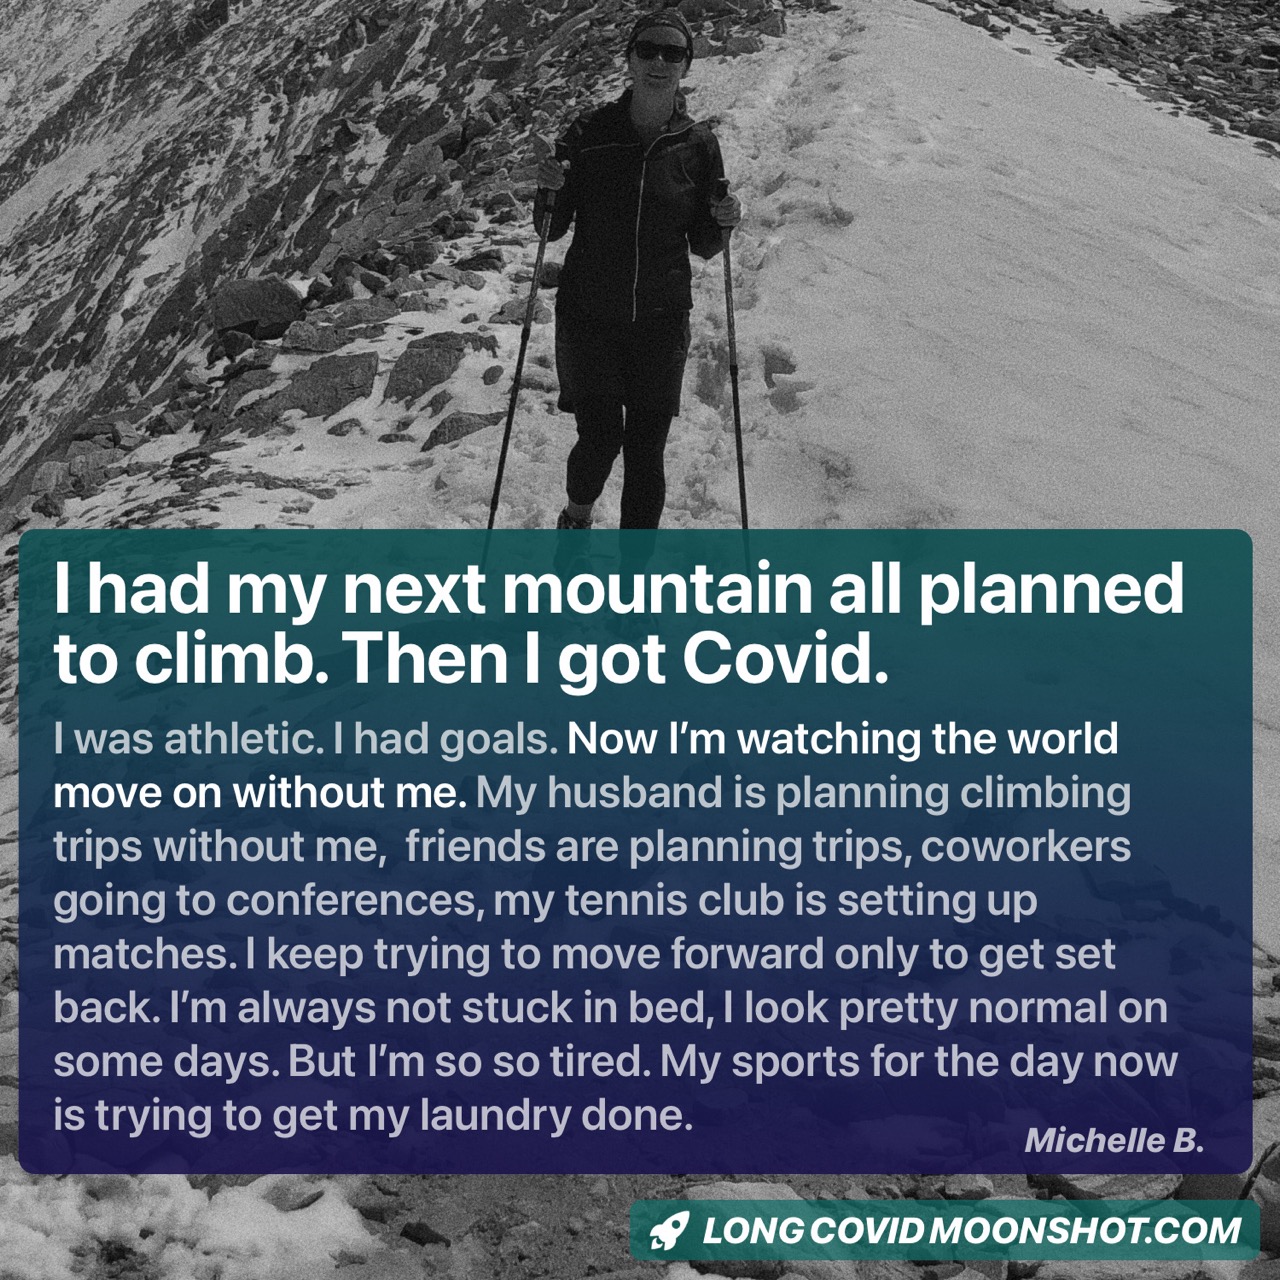 I had my next mountain all planned
to climb. Then I got Covid.
I was athletic. I had goals. Now I’m watching the world
move on without me. My husband is planning climbing
trips without me,  friends are planning trips, coworkers
going to conferences, my tennis club is setting up
matches. I keep trying to move forward only to get set
back. I’m always not stuck in bed, I look pretty normal on
some days. But I’m so so tired. My sports for the day now
is trying to get my laundry done.
Michelle B.
LONG COVID MOONSHOT.COM